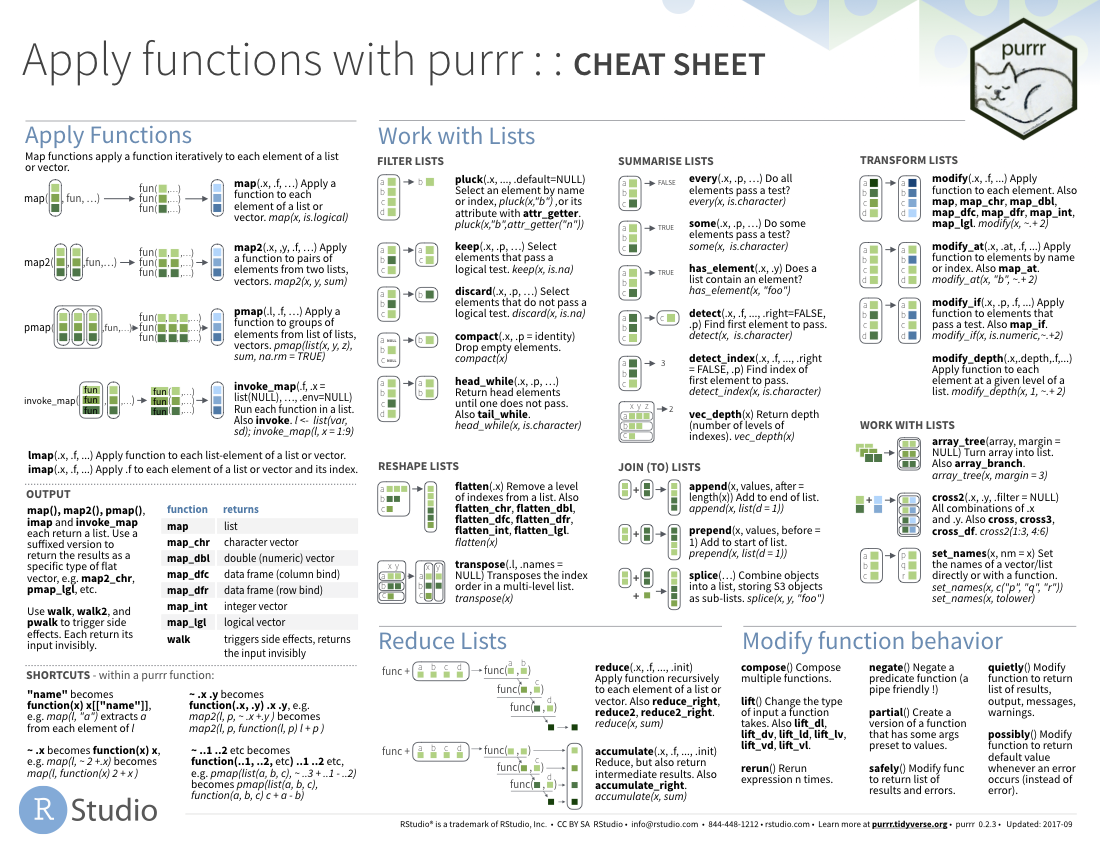 Apply functions with purrr : : CHEAT SHEET
purrr
Apply Functions
Map functions apply a function iteratively to each element of a list
or vector.
map( , fun, …)
fun( ,…)
fun( ,…)
fun( ,…)
map(.x, .f, …) Apply a
function to each
element of a list or
vector. map(x, is.logical)
map2( , ,fun,…)
fun( , ,…)
fun( , ,…)
fun( , ,…)
map2(.x, ,y, .f, …) Apply
a function to pairs of
elements from two lists,
vectors. map2(x, y, sum)
pmap( ,fun,…)
fun( , , ,…)
fun( , , ,…)
fun( , , ,…)
pmap(.l, .f, …) Apply a
function to groups of
elements from list of lists,
vectors. pmap(list(x, y, z),
sum, na.rm = TRUE)
invoke_map( , ,…)
fun
fun
fun
fun( ,…)
fun( ,…)
fun( ,…)
invoke_map(.f, .x =
list(NULL), …, .env=NULL)
Run each function in a list.
Also invoke. l <- list(var,
sd); invoke_map(l, x = 1:9)
lmap(.x, .f, ...) Apply function to each list-element of a list or vector.
imap(.x, .f, ...) Apply .f to each element of a list or vector and its index.
OUTPUT
map(), map2(), pmap(),
imap and invoke_map
each return a list. Use a
suffixed version to
return the results as a
specific type of flat
vector, e.g. map2_chr,
pmap_lgl, etc.
Use walk, walk2, and
pwalk to trigger side
effects. Each return its
input invisibly.
function returns
map list
map_chr character vector
map_dbl double (numeric) vector
map_dfc data frame (column bind)
map_dfr data frame (row bind)
map_int integer vector
map_lgl logical vector
walk triggers side effects, returns
the input invisibly
SHORTCUTS - within a purrr function:
"name" becomes
function(x) x[["name"]],
e.g. map(l, "a") extracts a
from each element of l
~ .x becomes function(x) x,
e.g. map(l, ~ 2 +.x) becomes
map(l, function(x) 2 + x )
~ .x .y becomes
function(.x, .y) .x .y, e.g.
map2(l, p, ~ .x +.y ) becomes
map2(l, p, function(l, p) l + p )
~ ..1 ..2 etc becomes
function(..1, ..2, etc) ..1 ..2 etc,
e.g. pmap(list(a, b, c), ~ ..3 + ..1 - ..2)
becomes pmap(list(a, b, c),
function(a, b, c) c + a - b)
Work with Lists
FILTER LISTS
a
b
c
d
b
pluck(.x, ..., .default=NULL)
Select an element by name
or index, pluck(x,"b") ,or its
attribute with attr_getter.
pluck(x,"b",attr_getter("n"))
a
b
c
a
c
keep(.x, .p, …) Select
elements that pass a
logical test. keep(x, is.na)
a
b
c
b
discard(.x, .p, …) Select
elements that do not pass a
logical test. discard(x, is.na)
a NULL
b
c NULL
b
compact(.x, .p = identity)
Drop empty elements.
compact(x)
a
b
c
d
a
b
head_while(.x, .p, …)
Return head elements
until one does not pass.
Also tail_while.
head_while(x, is.character)
RESHAPE LISTS
a
b
c
flatten(.x) Remove a level
of indexes from a list. Also
flatten_chr, flatten_dbl,
flatten_dfc, flatten_dfr,
flatten_int, flatten_lgl.
flatten(x)
x y
a
b
c
x y
a
b
c
transpose(.l, .names =
NULL) Transposes the index
order in a multi-level list.
transpose(x)
SUMMARISE LISTS
a
b
c
FALSE
every(.x, .p, …) Do all
elements pass a test?
every(x, is.character)
a
b
c
TRUE
some(.x, .p, …) Do some
elements pass a test?
some(x, is.character)
a
b
c
TRUE
has_element(.x, .y) Does a
list contain an element?
has_element(x, "foo")
a
b
c
c
detect(.x, .f, ..., .right=FALSE,
.p) Find first element to pass.
detect(x, is.character)
a
b
c
3
detect_index(.x, .f, ..., .right
= FALSE, .p) Find index of
first element to pass.
detect_index(x, is.character)
x y z
a
b
c
2
vec_depth(x) Return depth
(number of levels of
indexes). vec_depth(x)
JOIN (TO) LISTS
+
append(x, values, after =
length(x)) Add to end of list.
append(x, list(d = 1))
+
prepend(x, values, before =
1) Add to start of list.
prepend(x, list(d = 1))
+
+
splice(…) Combine objects
into a list, storing S3 objects
as sub-lists. splice(x, y, "foo")
TRANSFORM LISTS
a
b
c
d
a
b
c
d
modify(.x, .f, ...) Apply
function to each element. Also
map, map_chr, map_dbl,
map_dfc, map_dfr, map_int,
map_lgl. modify(x, ~.+ 2)
a
b
c
d
a
b
c
d
modify_at(.x, .at, .f, ...) Apply
function to elements by name
or index. Also map_at.
modify_at(x, "b", ~.+ 2)
a
b
c
d
a
b
c
d
modify_if(.x, .p, .f, ...) Apply
function to elements that
pass a test. Also map_if.
modify_if(x, is.numeric,~.+2)
modify_depth(.x,.depth,.f,...)
Apply function to each
element at a given level of a
list. modify_depth(x, 1, ~.+ 2)
WORK WITH LISTS
array_tree(array, margin =
NULL) Turn array into list.
Also array_branch.
array_tree(x, margin = 3)
+
cross2(.x, .y, .filter = NULL)
All combinations of .x
and .y. Also cross, cross3,
cross_df. cross2(1:3, 4:6)
a
b
c
p
q
r
set_names(x, nm = x) Set
the names of a vector/list
directly or with a function.
set_names(x, c("p", "q", "r"))
set_names(x, tolower)
Reduce Lists
func + a b c d
func( a , b )
func( , c )
func( , d )
reduce(.x, .f, ..., .init)
Apply function recursively
to each element of a list or
vector. Also reduce_right,
reduce2, reduce2_right.
reduce(x, sum)
func + a b c d
func( a , b )
func( , c )
func( , d )
accumulate(.x, .f, ..., .init)
Reduce, but also return
intermediate results. Also
accumulate_right.
accumulate(x, sum)
Modify function behavior
compose() Compose
multiple functions.
lift() Change the type
of input a function
takes. Also lift_dl,
lift_dv, lift_ld, lift_lv,
lift_vd, lift_vl.
rerun() Rerun
expression n times.
negate() Negate a
predicate function (a
pipe friendly !)
partial() Create a
version of a function
that has some args
preset to values.
safely() Modify func
to return list of
results and errors.
quietly() Modify
function to return
list of results,
output, messages,
warnings.
possibly() Modify
function to return
default value
whenever an error
occurs (instead of
error).
R Studio
RStudio® is a trademark of RStudio, Inc. • CC BY SA RStudio • info@rstudio.com • 844-448-1212 • rstudio.com • Learn more at purrr.tidyverse.org • purrr 0.2.3 • Updated: 2017-09